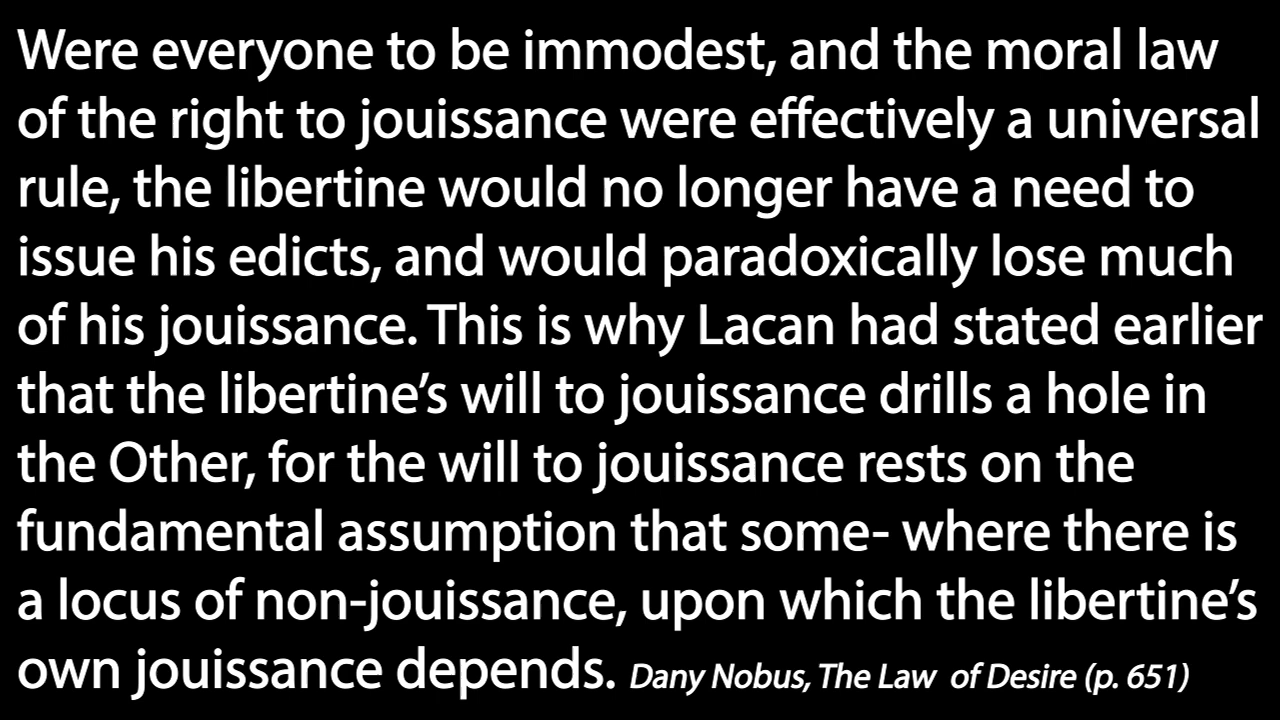 Were everyone to be immodest, and the moral law
of the right to jouissance were effectively a universal
rule, the libertine would no longer have a need to
issue his edicts, and would paradoxically lose much
of his jouissance. This is why Lacan had stated earlier
that the libertine’s will to jouissance drills a hole in
the Other, for the will to jouissance rests on the
fundamental assumption that some- where there is
a locus of non-jouissance, upon which the libertine’s
own jouissance depends. Dany Nobus, The Law of Desire (p. 651)